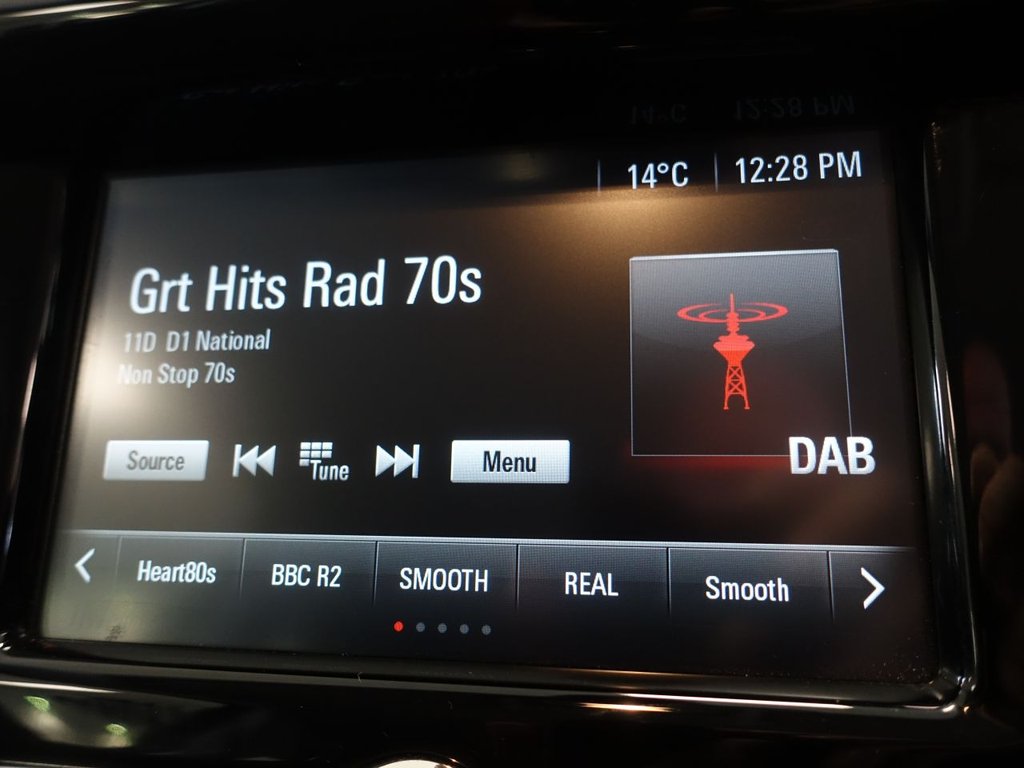 14°C 12:28 PM
Grt Hits Rad 70s
11D D1 National
Non Stop 70s
Source Tune Menu
DAB
Heart80s BBC R2 SMOOTH REAL Smooth